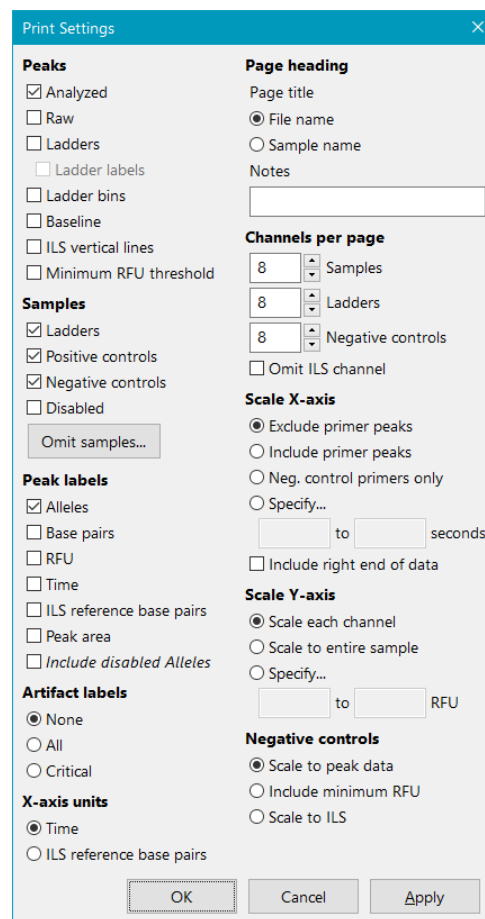 Print Settings
Peaks
Analyzed
Raw
Ladders
Ladder labels
Ladder bins
Baseline
ILS vertical lines
Minimum RFU threshold
Samples
Ladders
Positive controls
Negative controls
Disabled
Omit samples...
Peak labels
Alleles
Base pairs
RFU
Time
ILS reference base pairs
Peak area
Include disabled Alleles
Artifact labels
None
All
Critical
X-axis units
Time
ILS reference base pairs
Page heading
Page title
File name
Sample name
Notes
Channels per page
8 Samples
8 Ladders
8 Negative controls
Omit ILS channel
Scale X-axis
Exclude primer peaks
Include primer peaks
Neg. control primers only
Specify...
to seconds
Include right end of data
Scale Y-axis
Scale each channel
Scale to entire sample
Specify...
to RFU
Negative controls
Scale to peak data
Include minimum RFU
Scale to ILS
OK Cancel Apply